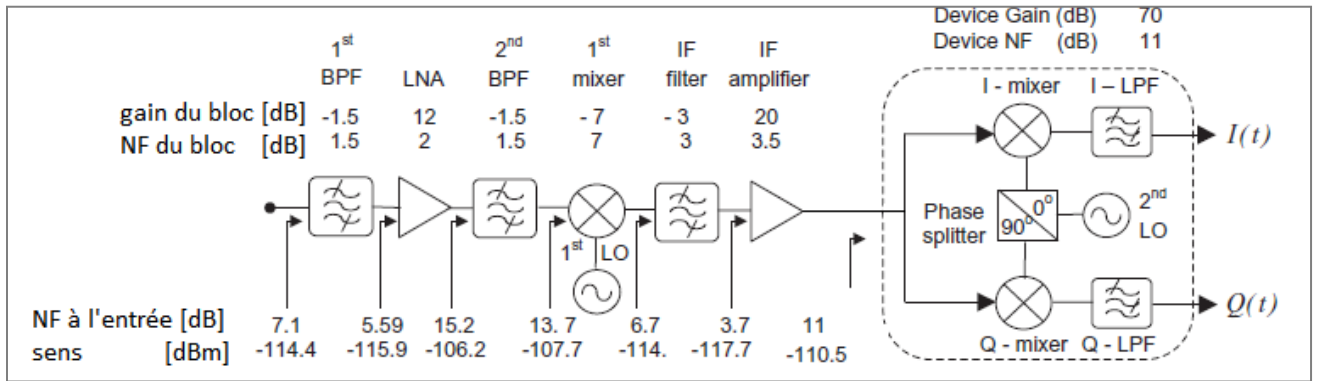 Device Gain (dB) 70
Device NF (dB) 11
1st BPF
LNA
2nd BPF
1st mixer
IF filter
IF amplifier
gain du bloc [dB] -1.5 12 -1.5 - 7 - 3 20
NF du bloc [dB] 1.5 2 1.5 7 3 3.5
I - mixer I – LPF
I(t)
Phase splitter
0o
90o
2nd LO
1st LO
Q(t)
Q - mixer Q - LPF
NF à l'entrée [dB] 7.1 5.59 15.2 13. 7 6.7 3.7 11
sens [dBm] -114.4 -115.9 -106.2 -107.7 -114. -117.7 -110.5